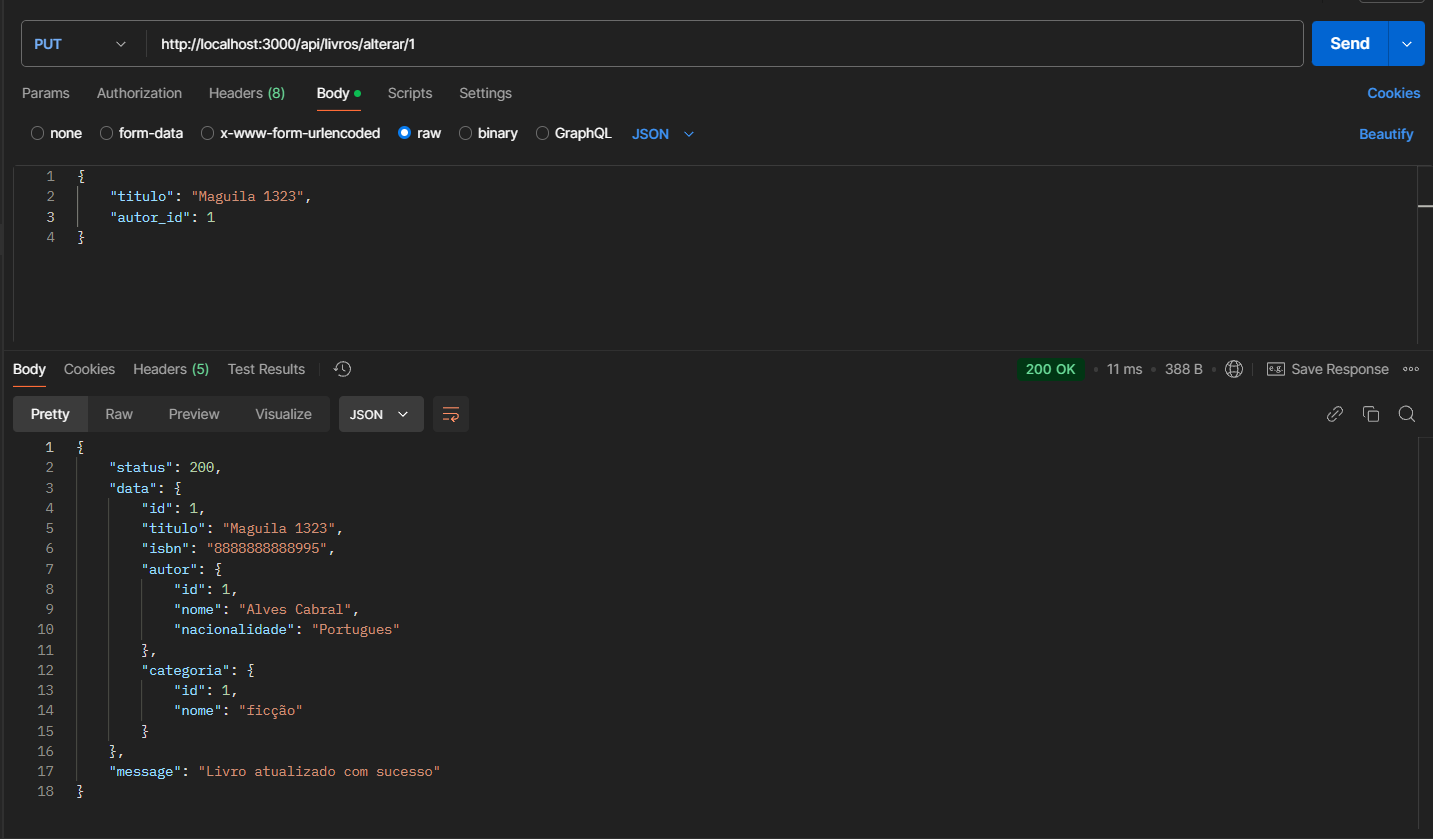 PUT http://localhost:3000/api/livros/alterar/1 Send
Params Authorization Headers (8) Body Scripts Settings Cookies
none form-data x-www-form-urlencoded raw binary GraphQL JSON Beautify
1 {
2 "titulo": "Maguila 1323",
3 "autor_id": 1
4 }
Body Cookies Headers (5) Test Results 200 OK • 11 ms • 388 B • e.g. Save Response
Pretty Raw Preview Visualize JSON
1 {
2 "status": 200,
3 "data": {
4 "id": 1,
5 "titulo": "Maguila 1323",
6 "isbn": "8888888888995",
7 "autor": {
8 "id": 1,
9 "nome": "Alves Cabral",
10 "nacionalidade": "Portugues"
11 },
12 "categoria": {
13 "id": 1,
14 "nome": "ficção"
15 }
16 },
17 "message": "Livro atualizado com sucesso"
18 }